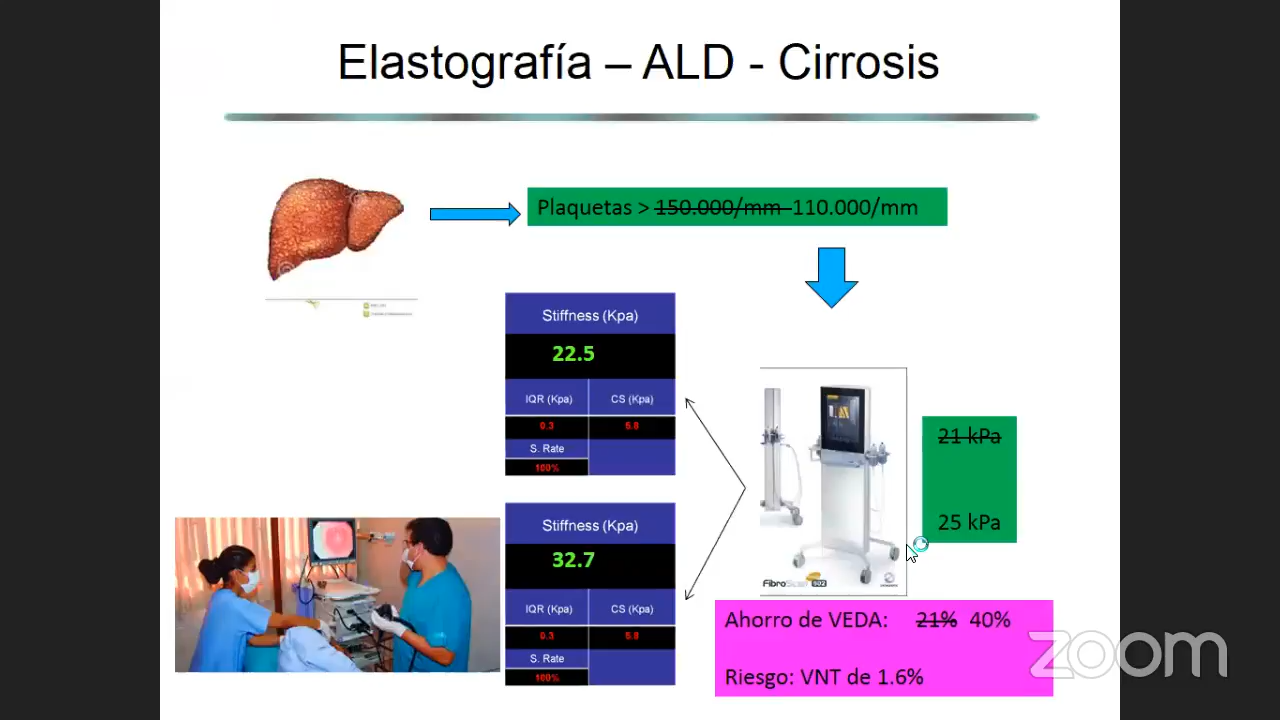 Elastografía – ALD - Cirrosis
Plaquetas > 150.000/mm 110.000/mm
Stiffness (Kpa)
22.5
IQR (Kpa) CS (Kpa)
0.3 5.8
S. Rate
100%
21 kPa
25 kPa
Stiffness (Kpa)
32.7
IQR (Kpa) CS (Kpa)
0.3 5.8
S. Rate
100%
FibroScan 502
Ahorro de VEDA: 21% 40%
Riesgo: VNT de 1.6%
zoom